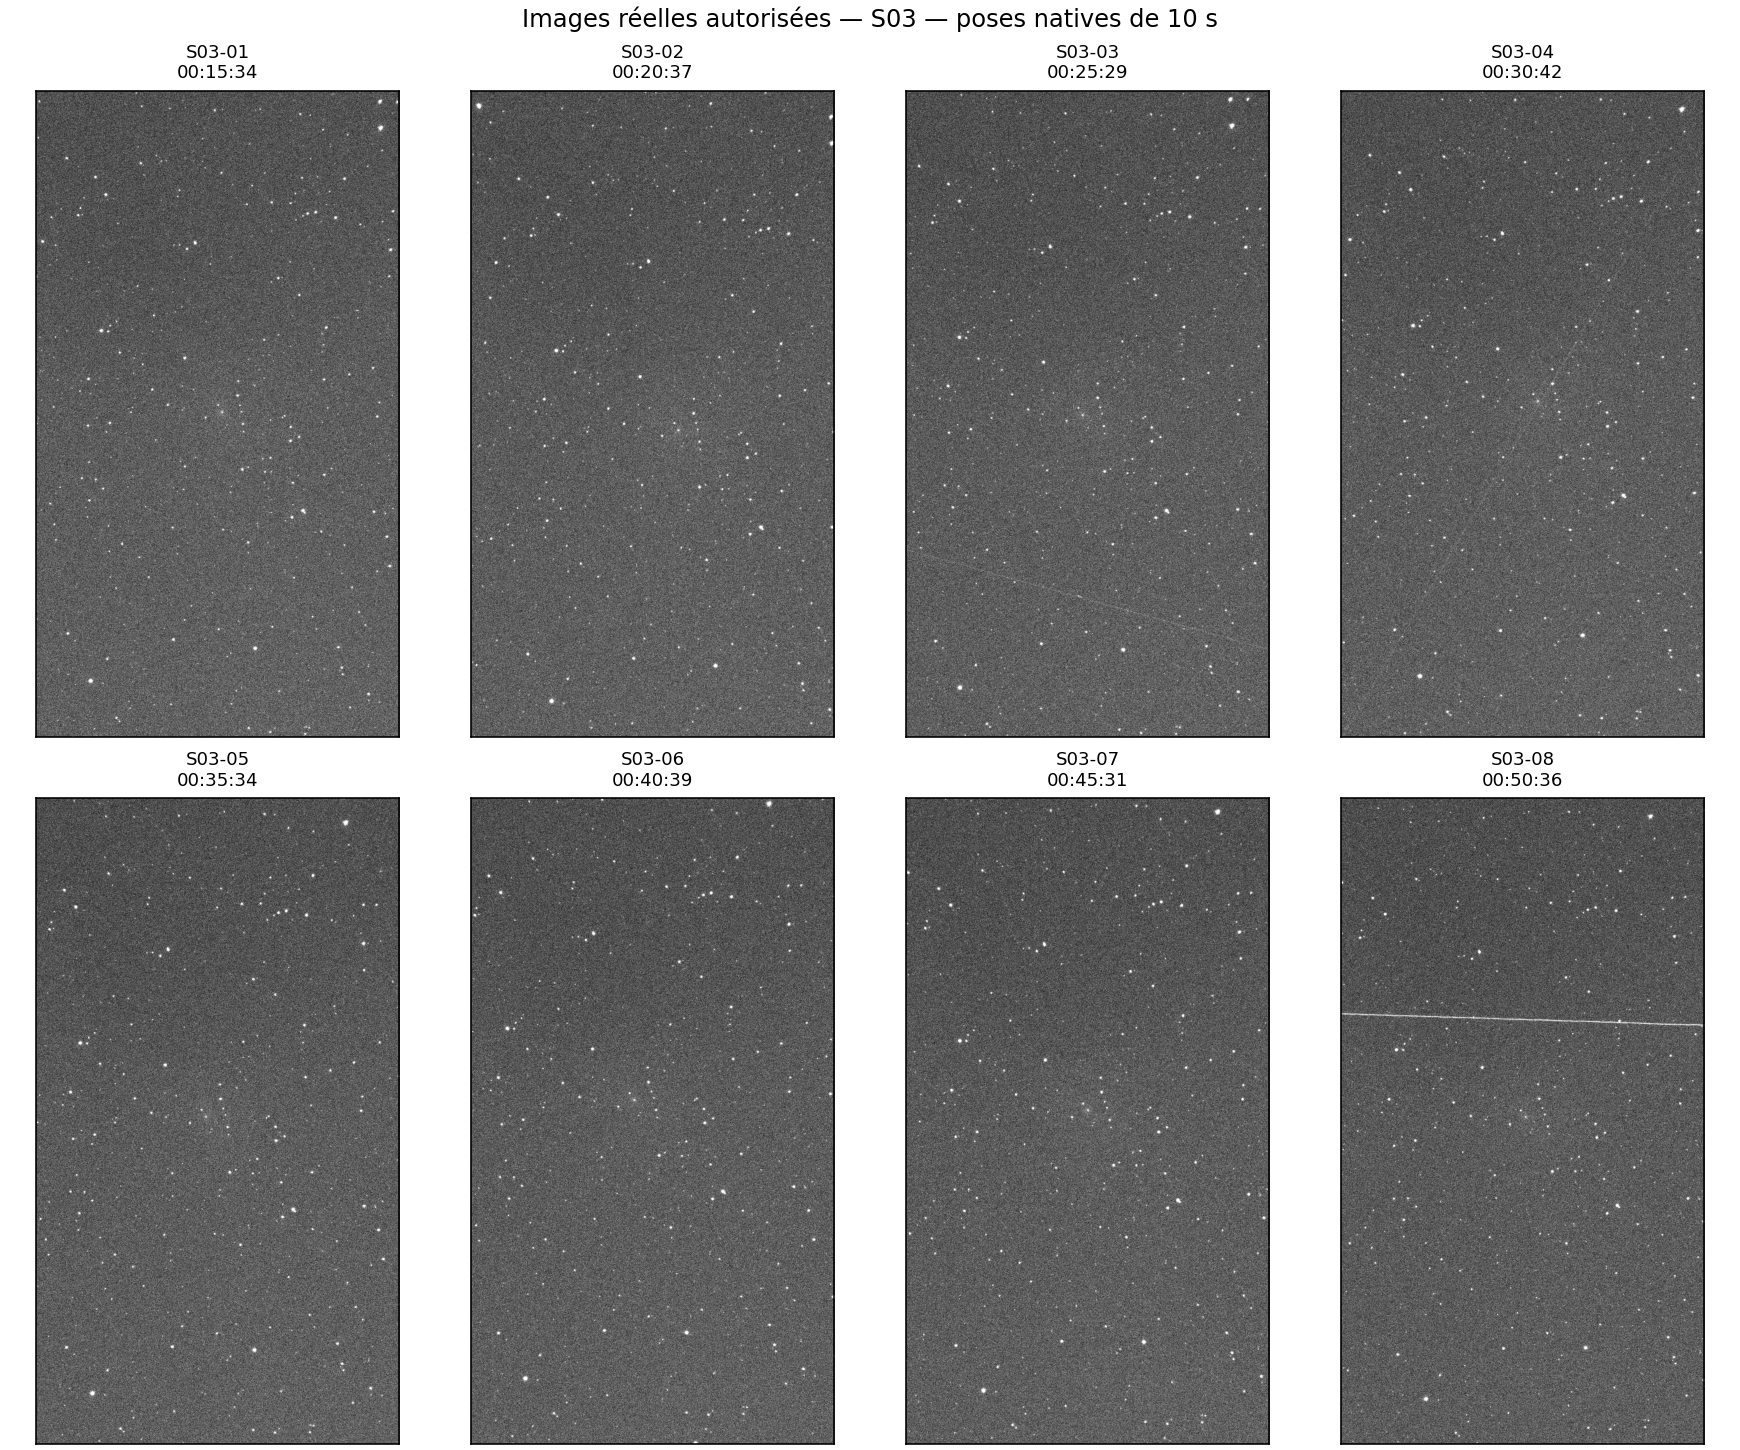 Images réelles autorisées — S03 — poses natives de 10 s
S03-01
00:15:34
S03-02
00:20:37
S03-03
00:25:29
S03-04
00:30:42
S03-05
00:35:34
S03-06
00:40:39
S03-07
00:45:31
S03-08
00:50:36